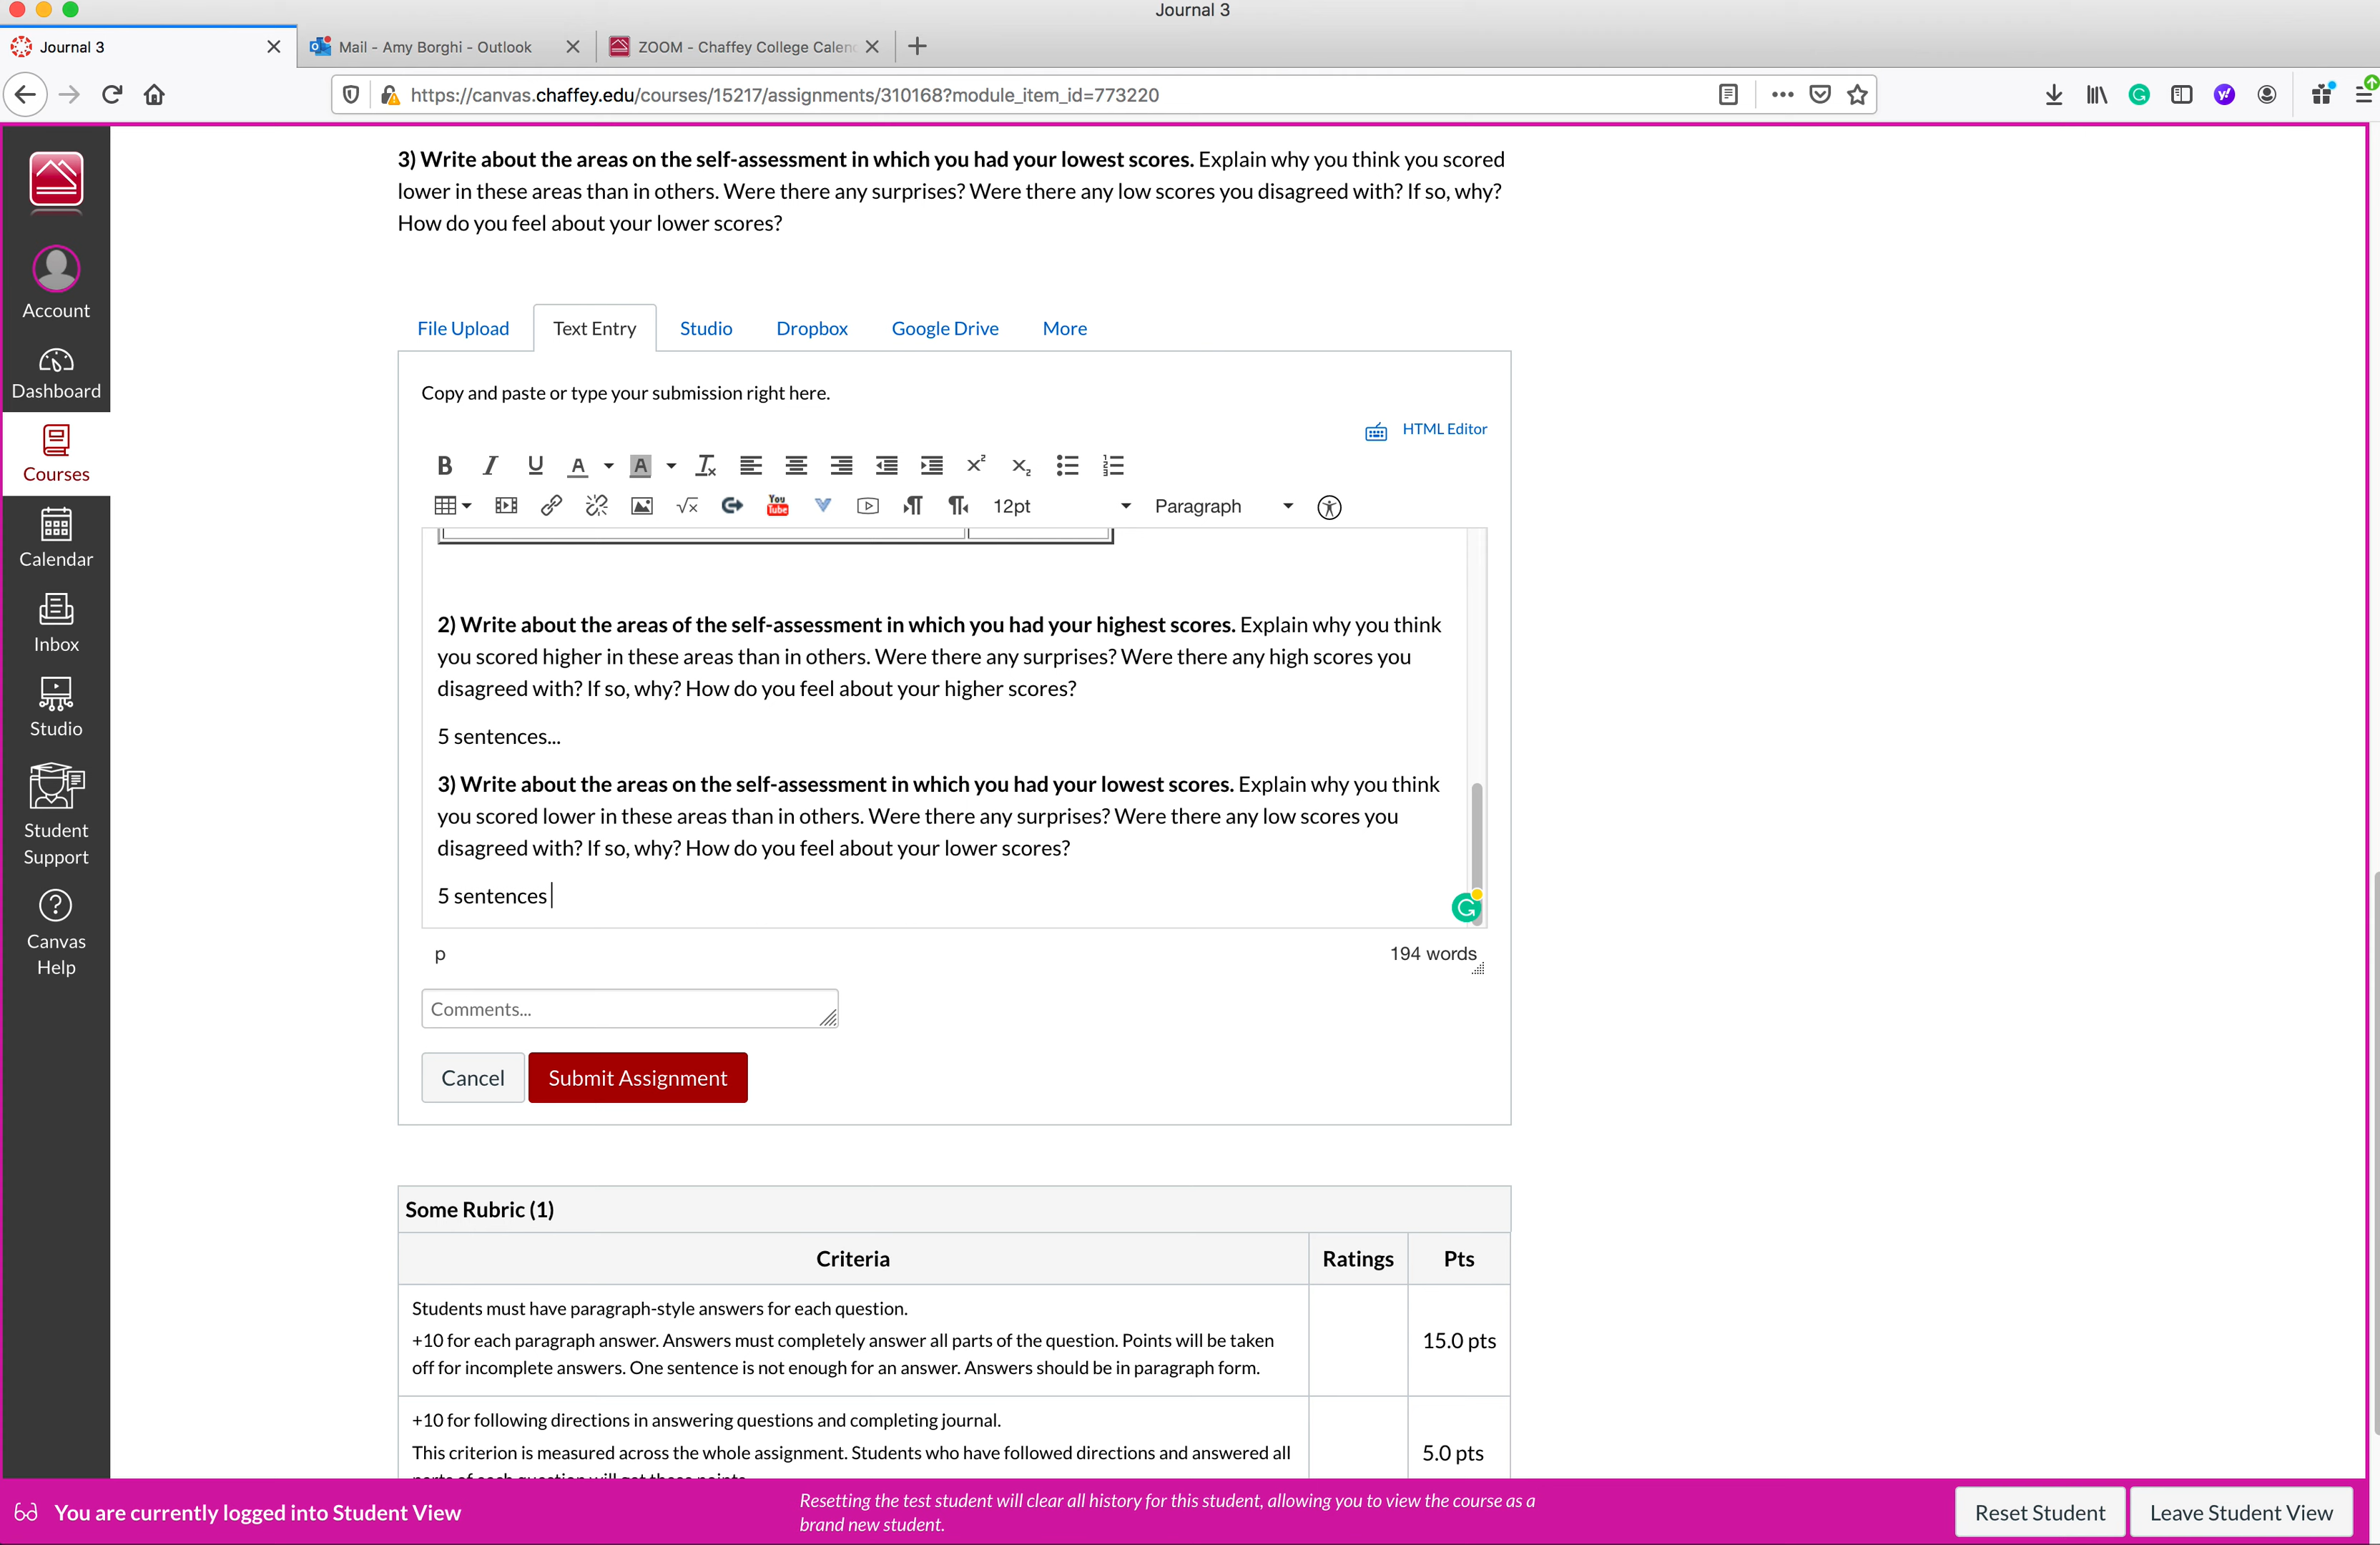 Journal 3
Journal 3
Mail - Amy Borghi - Outlook
ZOOM - Chaffey College Calen
https://canvas.chaffey.edu/courses/15217/assignments/310168?module_item_id=773220
Account
Dashboard
Courses
Calendar
Inbox
Studio
Student
Support
Canvas
Help
3) Write about the areas on the self-assessment in which you had your lowest scores. Explain why you think you scored
lower in these areas than in others. Were there any surprises? Were there any low scores you disagreed with? If so, why?
How do you feel about your lower scores?
File Upload
Text Entry
Studio
Dropbox
Google Drive
More
Copy and paste or type your submission right here.
HTML Editor
12pt
Paragraph
2) Write about the areas of the self-assessment in which you had your highest scores. Explain why you think
you scored higher in these areas than in others. Were there any surprises? Were there any high scores you
disagreed with? If so, why? How do you feel about your higher scores?
5 sentences...
3) Write about the areas on the self-assessment in which you had your lowest scores. Explain why you think
you scored lower in these areas than in others. Were there any surprises? Were there any low scores you
disagreed with? If so, why? How do you feel about your lower scores?
5 sentences
p
194 words
Comments...
Cancel
Submit Assignment
Some Rubric (1)
Criteria
Ratings
Pts
Students must have paragraph-style answers for each question.
+10 for each paragraph answer. Answers must completely answer all parts of the question. Points will be taken
off for incomplete answers. One sentence is not enough for an answer. Answers should be in paragraph form.
15.0 pts
+10 for following directions in answering questions and completing journal.
This criterion is measured across the whole assignment. Students who have followed directions and answered all
parts of each question will get these points.
5.0 pts
You are currently logged into Student View
Resetting the test student will clear all history for this student, allowing you to view the course as a
brand new student.
Reset Student
Leave Student View